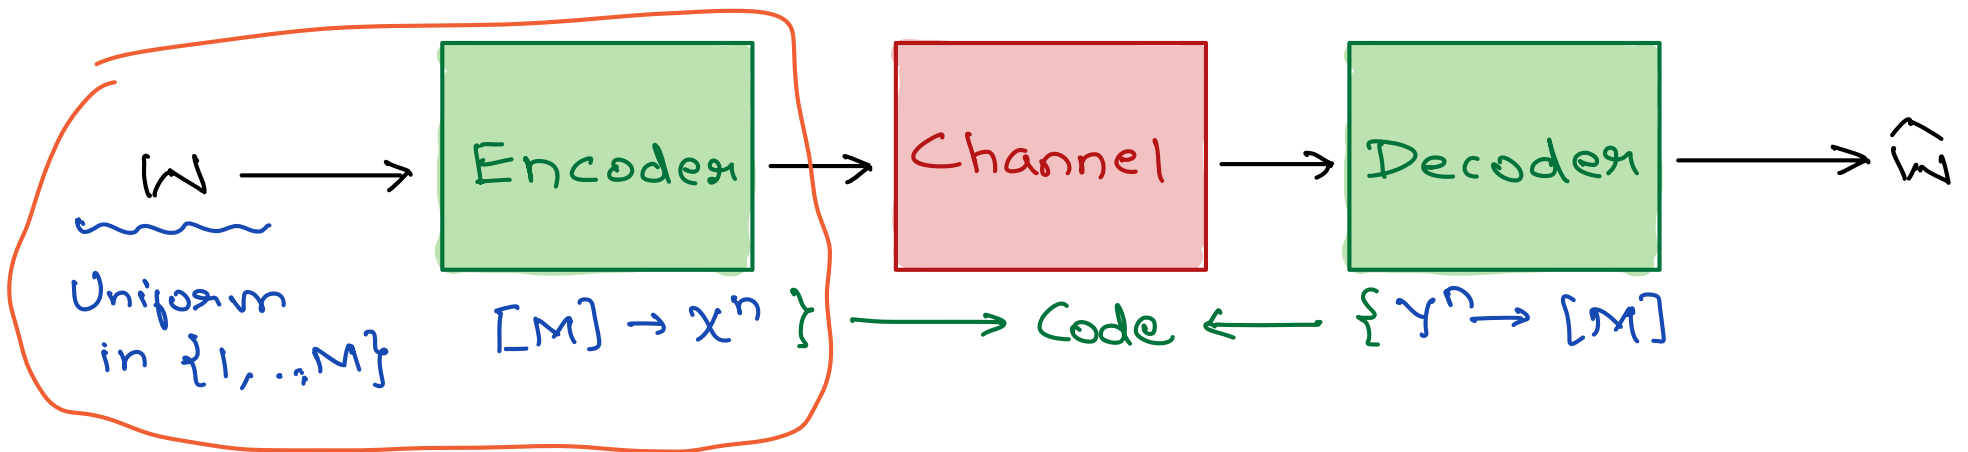 W → Encoder → Channel → Decoder → Ŵ
Uniform
in {1,..,M}
[M] → X^n } → Code ← { Y^n → [M]